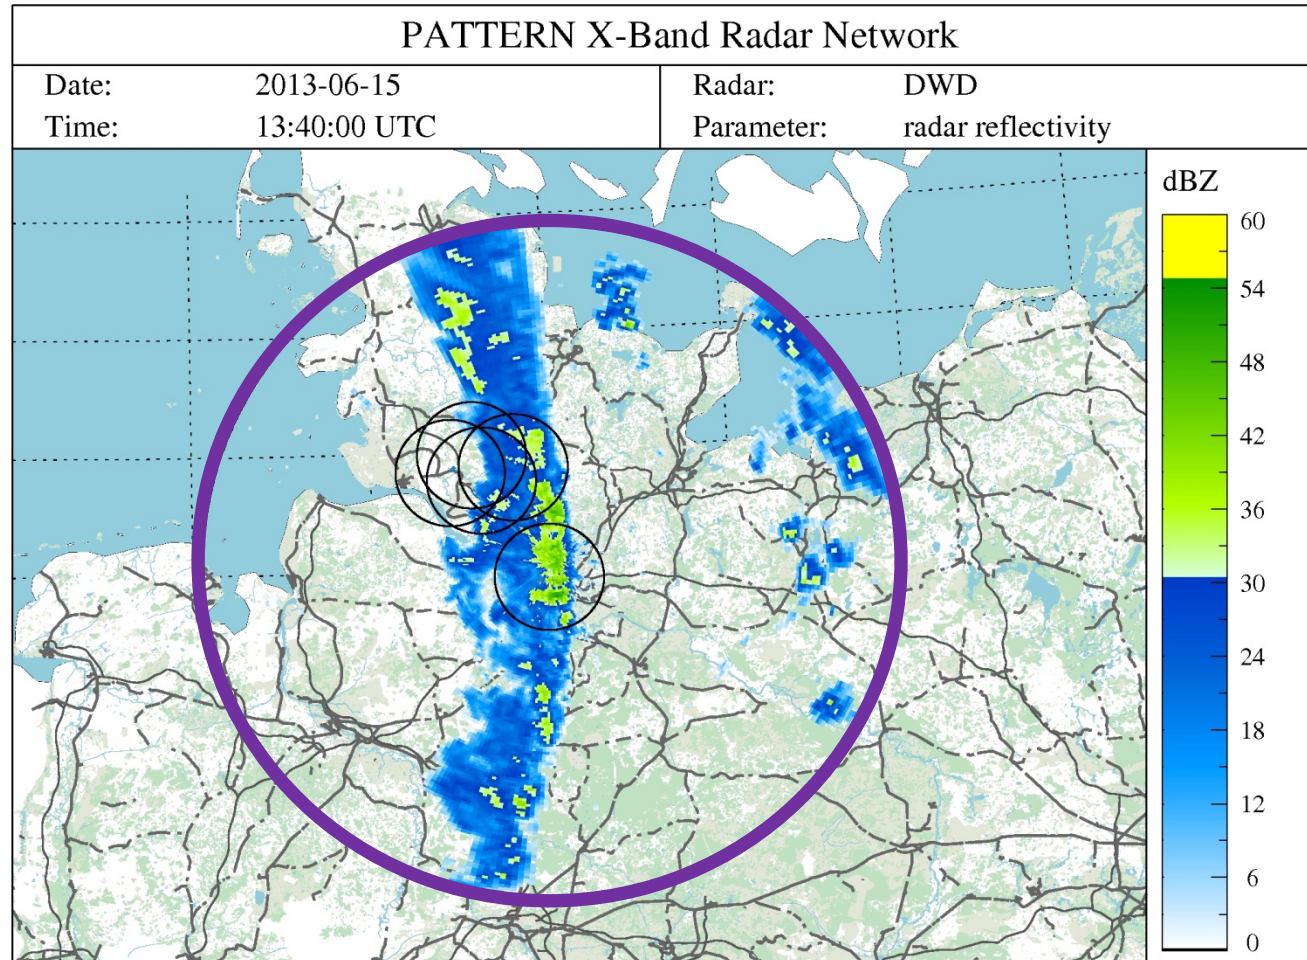 PATTERN X-Band Radar Network
Date: 2013-06-15 Radar: DWD
Time: 13:40:00 UTC Parameter: radar reflectivity
dBZ
60
54
48
42
36
30
24
18
12
6
0